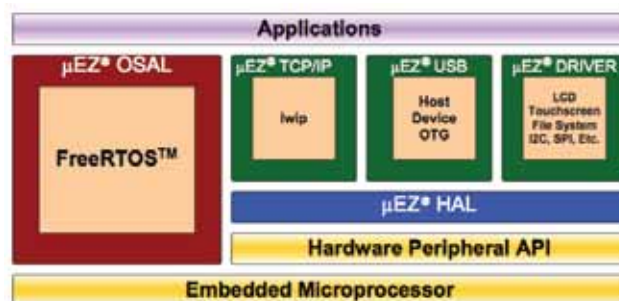 Applications
µEZ® OSAL
FreeRTOS™
µEZ® TCP/IP
lwip
µEZ® USB
Host
Device
OTG
µEZ® DRIVER
LCD
Touchscreen
File System
I2C, SPI, Etc.
µEZ® HAL
Hardware Peripheral API
Embedded Microprocessor